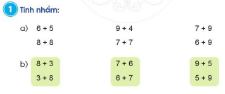 1 Tính nhẩm:
a) 6 + 5 9 + 4 7 + 9
8 + 8 7 + 7 6 + 9
b) 8 + 3 7 + 6 9 + 5
3 + 8 6 + 7 5 + 9